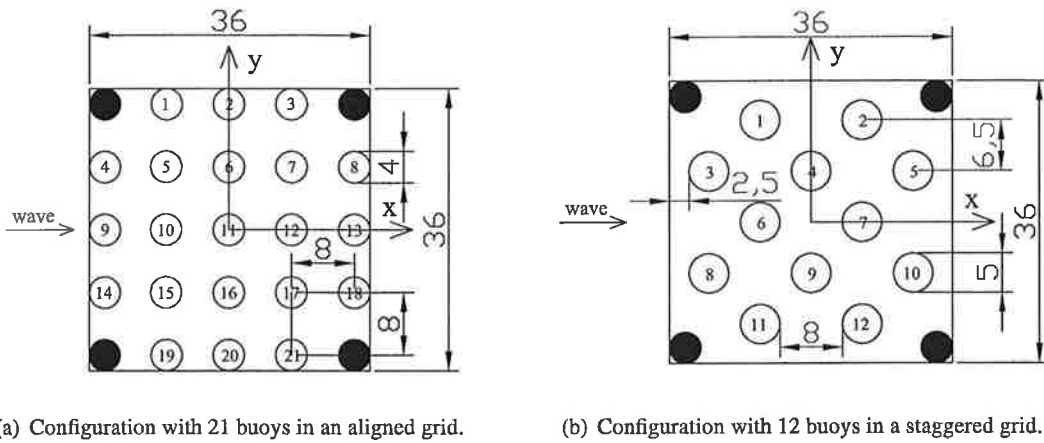 36
36
y
y
1 2 3
1 2
4 5 6 7 8
4
3 4 5
6,5
2,5
wave
x
wave
x
9 10 11 12 13
36
6 7
36
8
14 15 16 17 18
8
8 9 10
5
19 20 21
11 12
8
(a) Configuration with 21 buoys in an aligned grid.
(b) Configuration with 12 buoys in a staggered grid.